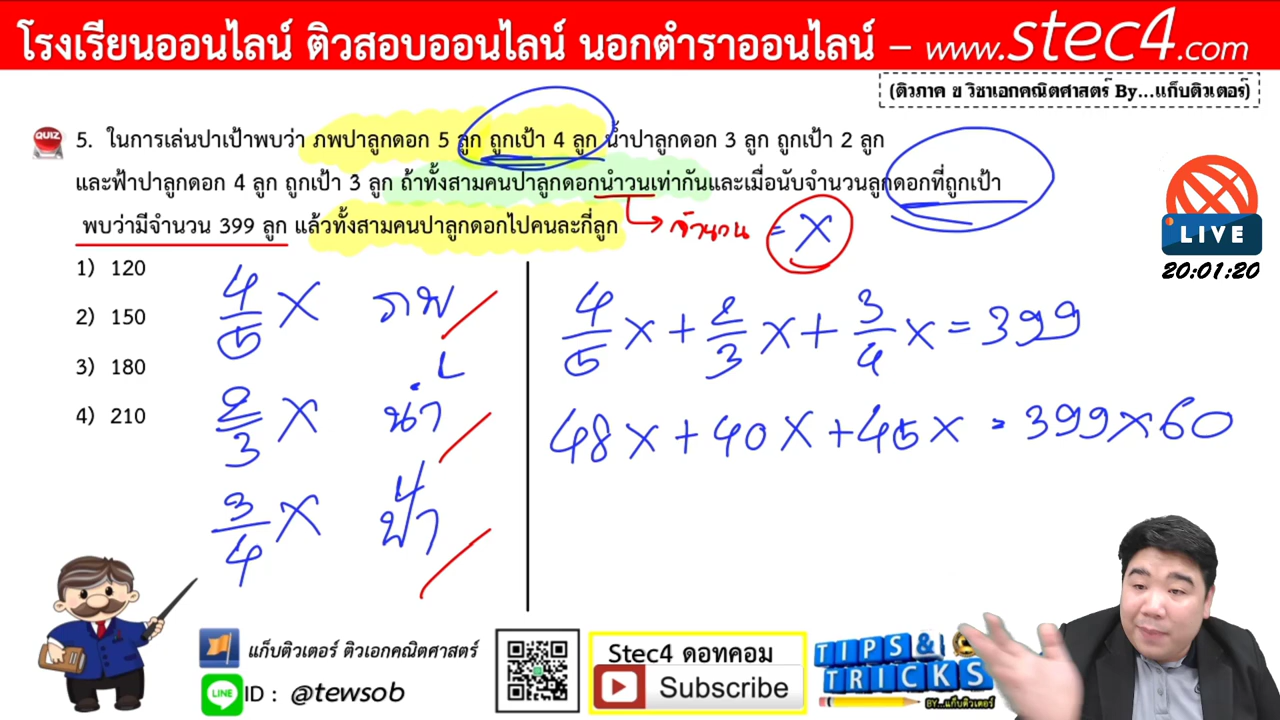 โรงเรียนออนไลน์ ติวสอบออนไลน์ นอกตำราออนไลน์ – www.stec4.com
(ติวภาค ข วิชาเอกคณิตศาสตร์ By...แก็บติวเตอร์)
QUIZ
5. ในการเล่นปาเป้าพบว่า ภพปาลูกดอก 5 ลูก ถูกเป้า 4 ลูก น้ำปาลูกดอก 3 ลูก ถูกเป้า 2 ลูก
และฟ้าปาลูกดอก 4 ลูก ถูกเป้า 3 ลูก ถ้าทั้งสามคนปาลูกดอกนำวนเท่ากันและเมื่อนับจำนวนลูกดอกที่ถูกเป้า
พบว่ามีจำนวน 399 ลูก แล้วทั้งสามคนปาลูกดอกไปคนละกี่ลูก
จำนวน = X
LIVE
20:01:20
1) 120
2) 150
3) 180
4) 210
4/5 X ภพ
2/3 X น้ำ
3/4 X ฟ้า
4/5 X + 2/3 X + 3/4 X = 399
48X + 40X + 45X = 399 × 60
แก็บติวเตอร์ ติวเอกคณิตศาสตร์
LINE ID : @tewsob
Stec4 ดอทคอม
Subscribe
TIPS &
TRICKS
BY...แก็บติวเตอร์